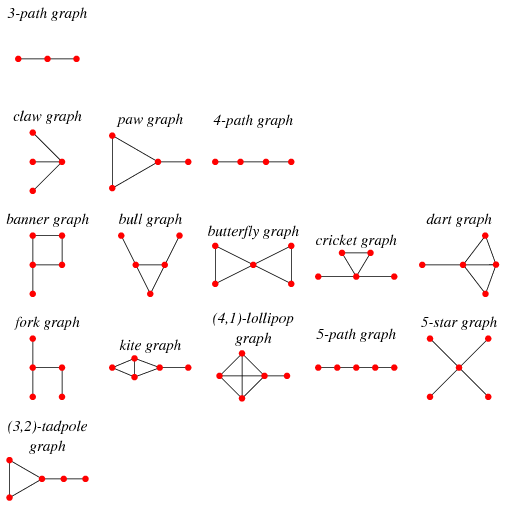 3-path graph
claw graph
paw graph
4-path graph
banner graph
bull graph
butterfly graph
cricket graph
dart graph
fork graph
kite graph
(4,1)-lollipop
graph
5-path graph
5-star graph
(3,2)-tadpole
graph